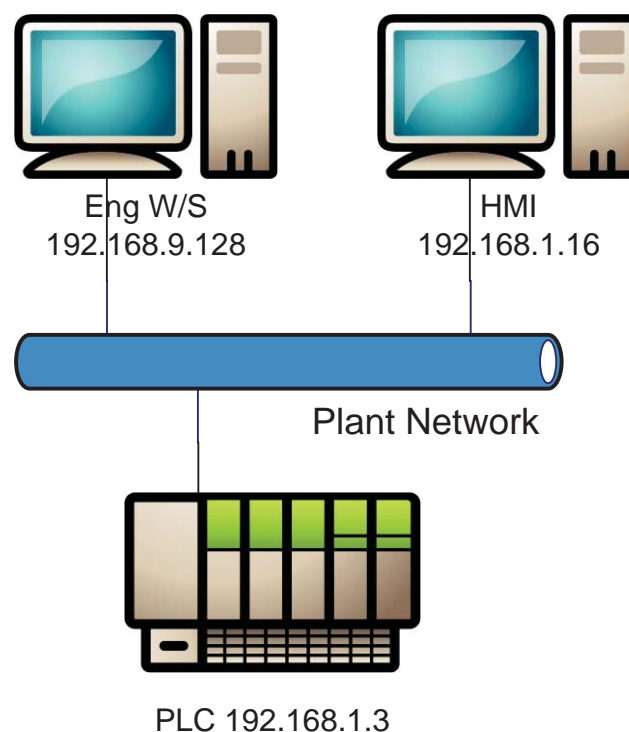 Eng W/S
192.168.9.128
HMI
192.168.1.16
Plant Network
PLC 192.168.1.3